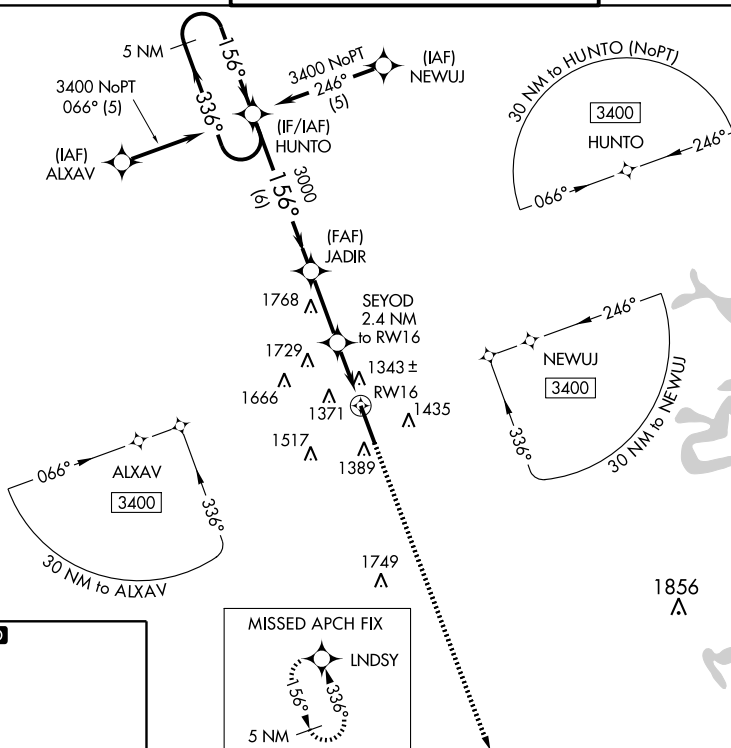 5 NM
156°
336°
3400 NoPT
066° (5)
(IAF)
ALXAV
3400 NoPT
246°
(5)
(IAF)
NEWUJ
(IF/IAF)
HUNTO
3000
156°
(6)
30 NM to HUNTO (NoPT)
3400
HUNTO
066°
246°
(FAF)
JADIR
1768
SEYOD
2.4 NM
to RW16
1729
1343 ±
1666
RW16
1371
1435
1517
1389
246°
NEWUJ
3400
336°
30 NM to NEWUJ
066°
ALXAV
3400
336°
30 NM to ALXAV
1749
1856
MISSED APCH FIX
LNDSY
156°
336°
5 NM